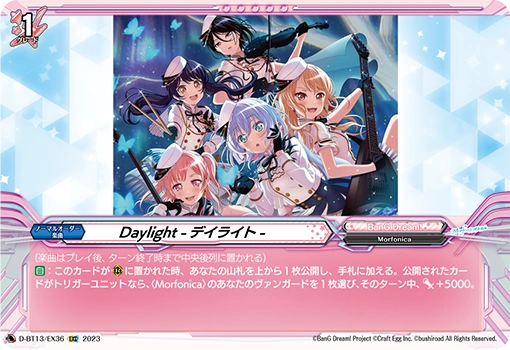 1
グレード
ノーマルオーダー
楽曲
Daylight - デイライト -
BanG Dream!
Morfonica
Morfonica
(楽曲はプレイ後、ターン終了時まで中央後列に置かれる)
:このカードが に置かれた時、あなたの山札を上から1枚公開し、手札に加える。公開されたカー
ドがトリガーユニットなら、〈Morfonica〉のあなたのヴァンガードを1枚選び、そのターン中、 +5000。
D-BT13/EX36 2023
©BanG Dream! Project ©Craft Egg Inc. ©bushiroad All Rights Reserved.